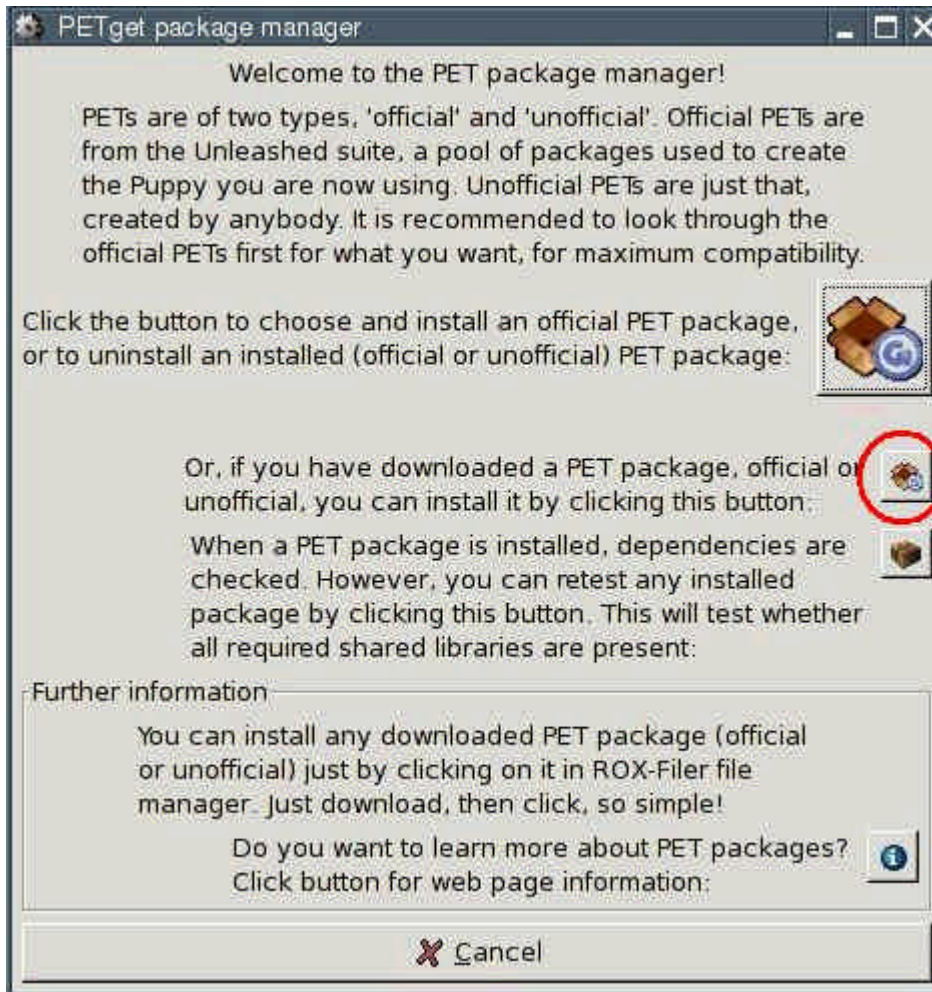 PETget package manager
Welcome to the PET package manager!
PETs are of two types, 'official' and 'unofficial'. Official PETs are
from the Unleashed suite, a pool of packages used to create
the Puppy you are now using. Unofficial PETs are just that,
created by anybody. It is recommended to look through the
official PETs first for what you want, for maximum compatibility.
Click the button to choose and install an official PET package,
or to uninstall an installed (official or unofficial) PET package:
Or, if you have downloaded a PET package, official or
unofficial, you can install it by clicking this button:
When a PET package is installed, dependencies are
checked. However, you can retest any installed
package by clicking this button. This will test whether
all required shared libraries are present:
Further information
You can install any downloaded PET package (official
or unofficial) just by clicking on it in ROX-Filer file
manager. Just download, then click, so simple!
Do you want to learn more about PET packages?
Click button for web page information:
Cancel